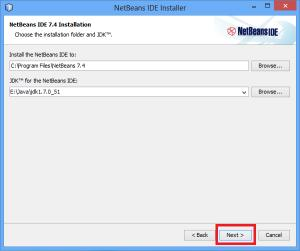 NetBeans IDE Installer
NetBeans IDE 7.4 Installation
Choose the installation folder and JDK™.
NetBeans IDE
Install the NetBeans IDE to:
C:\Program Files\NetBeans 7.4
Browse...
JDK™ for the NetBeans IDE:
E:\Java\jdk1.7.0_51
Browse...
< Back
Next >
Cancel